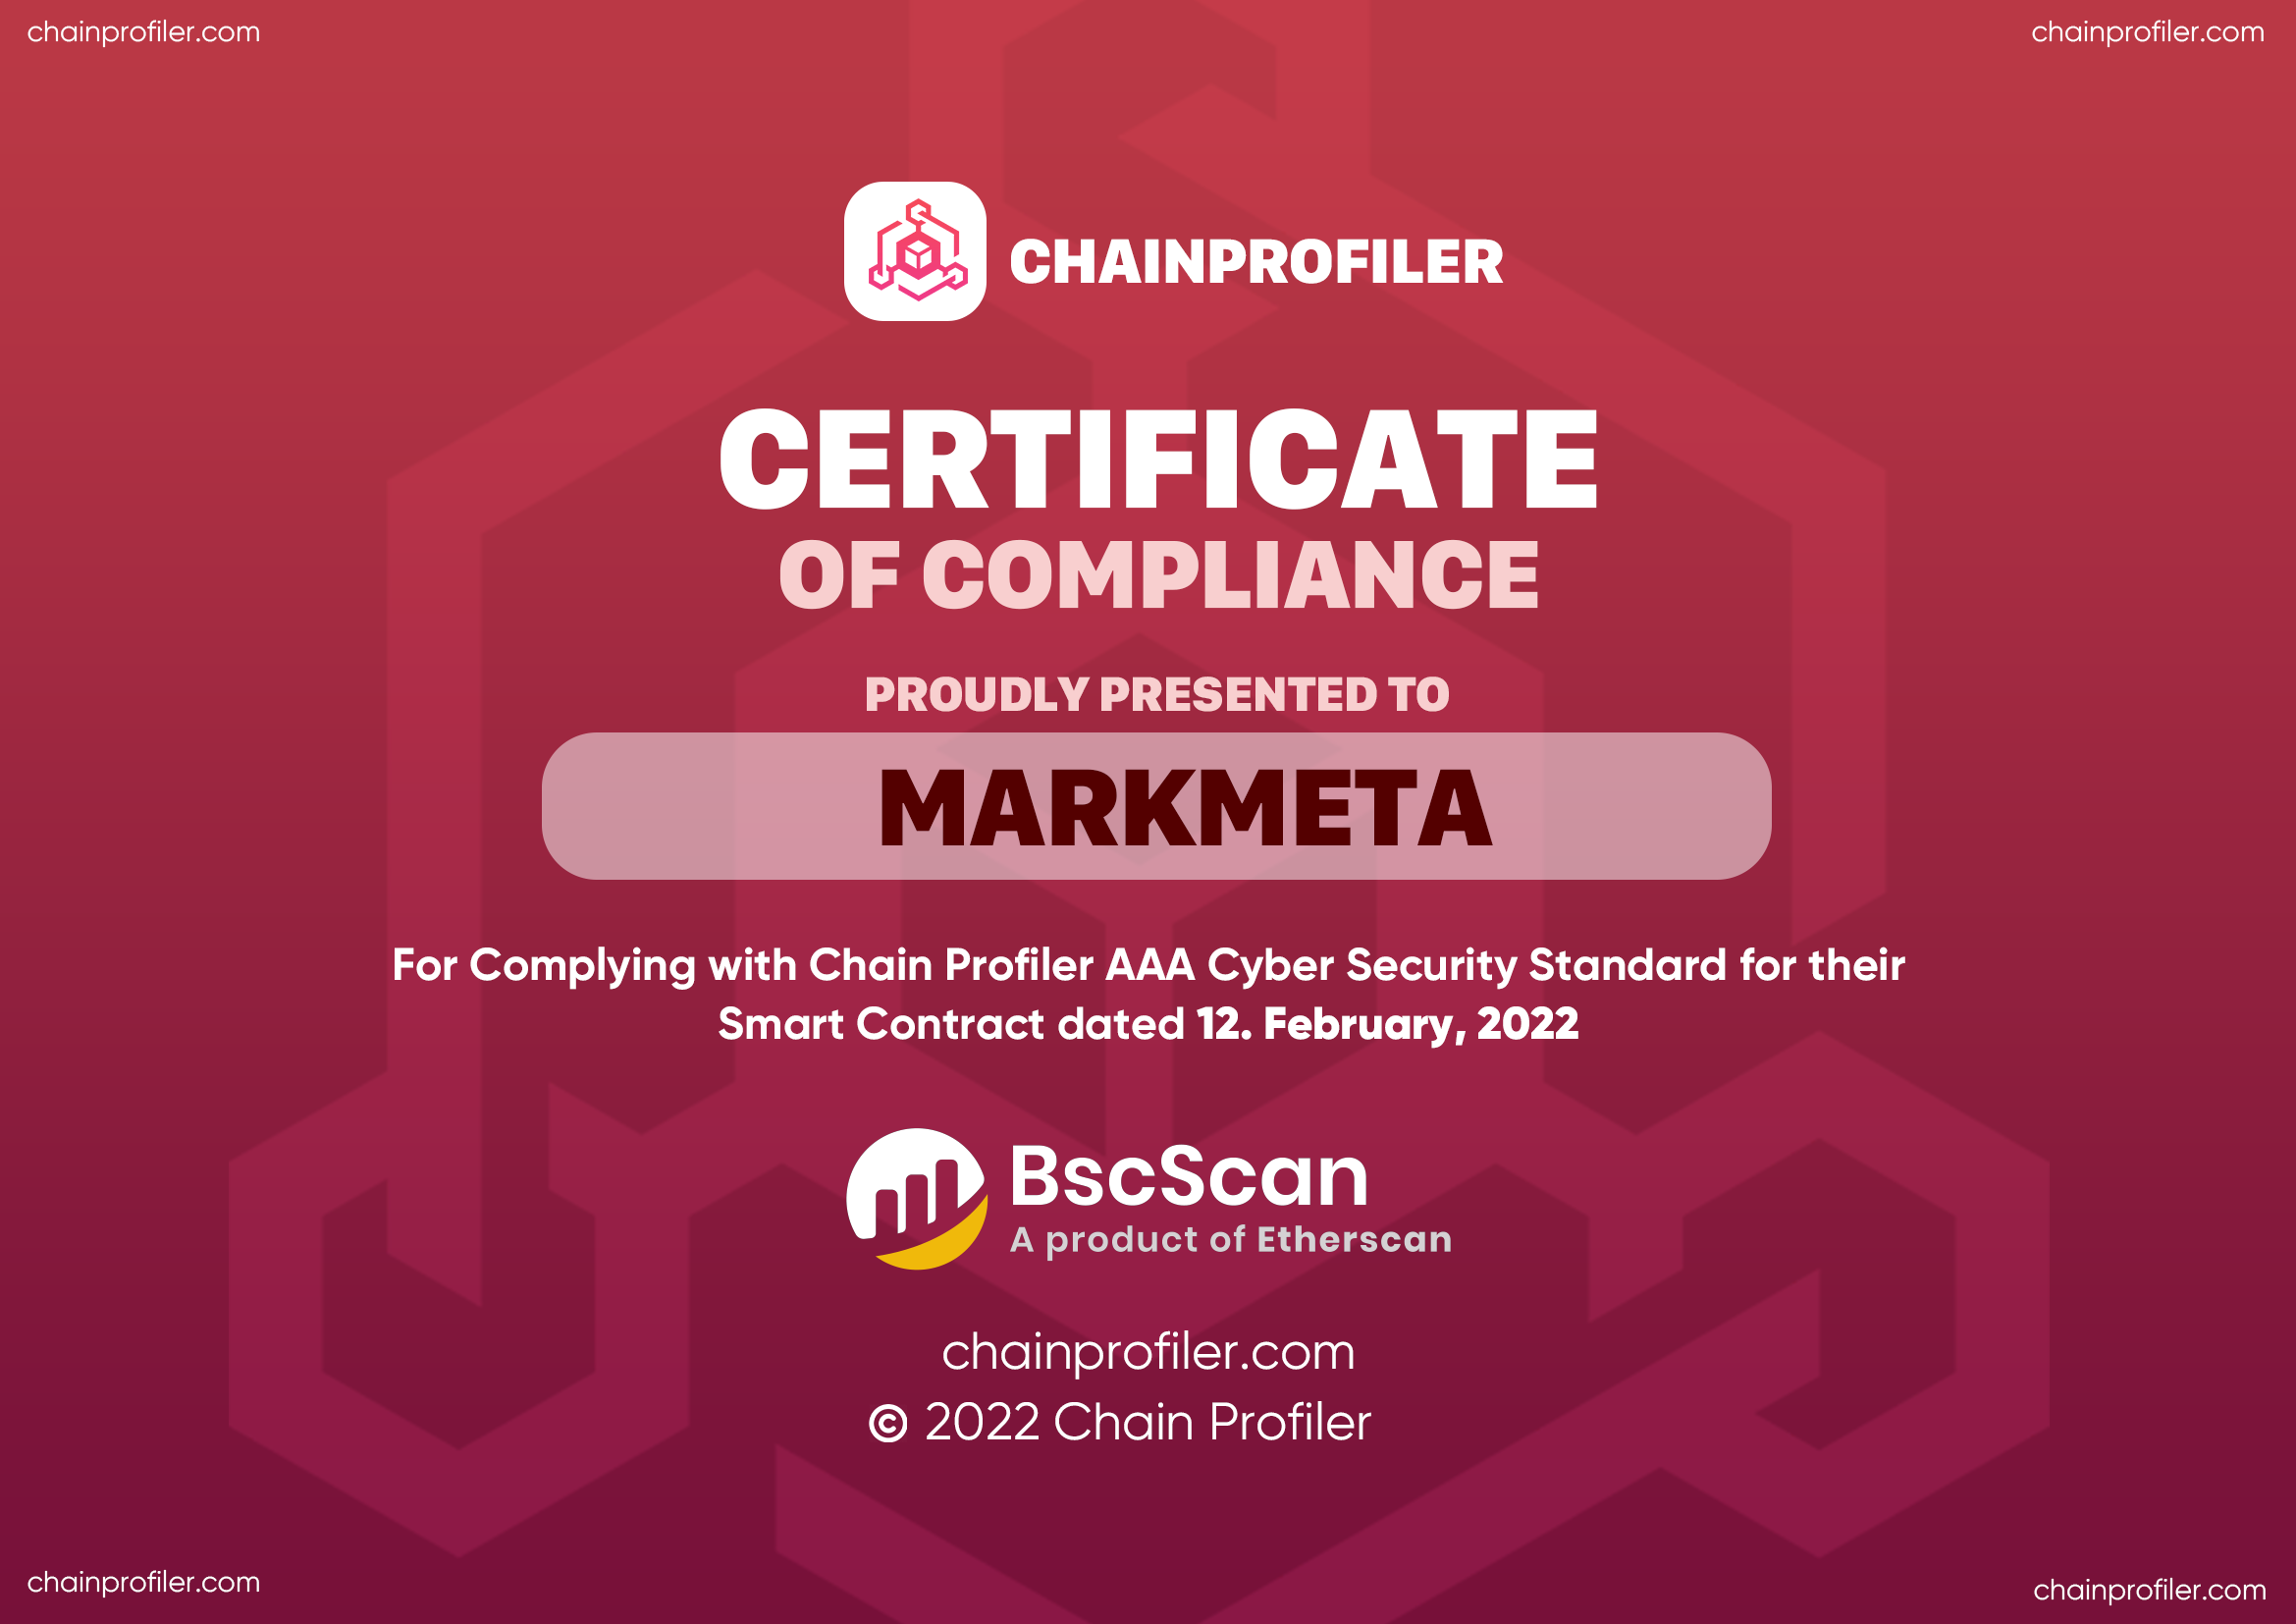 chainprofiler.com
chainprofiler.com
CHAINPROFILER
CERTIFICATE
OF COMPLIANCE
PROUDLY PRESENTED TO
MARKMETA
For Complying with Chain Profiler AAA Cyber Security Standard for their
Smart Contract dated 12. February, 2022
BscScan
A product of Etherscan
chainprofiler.com
© 2022 Chain Profiler
chainprofiler.com
chainprofiler.com